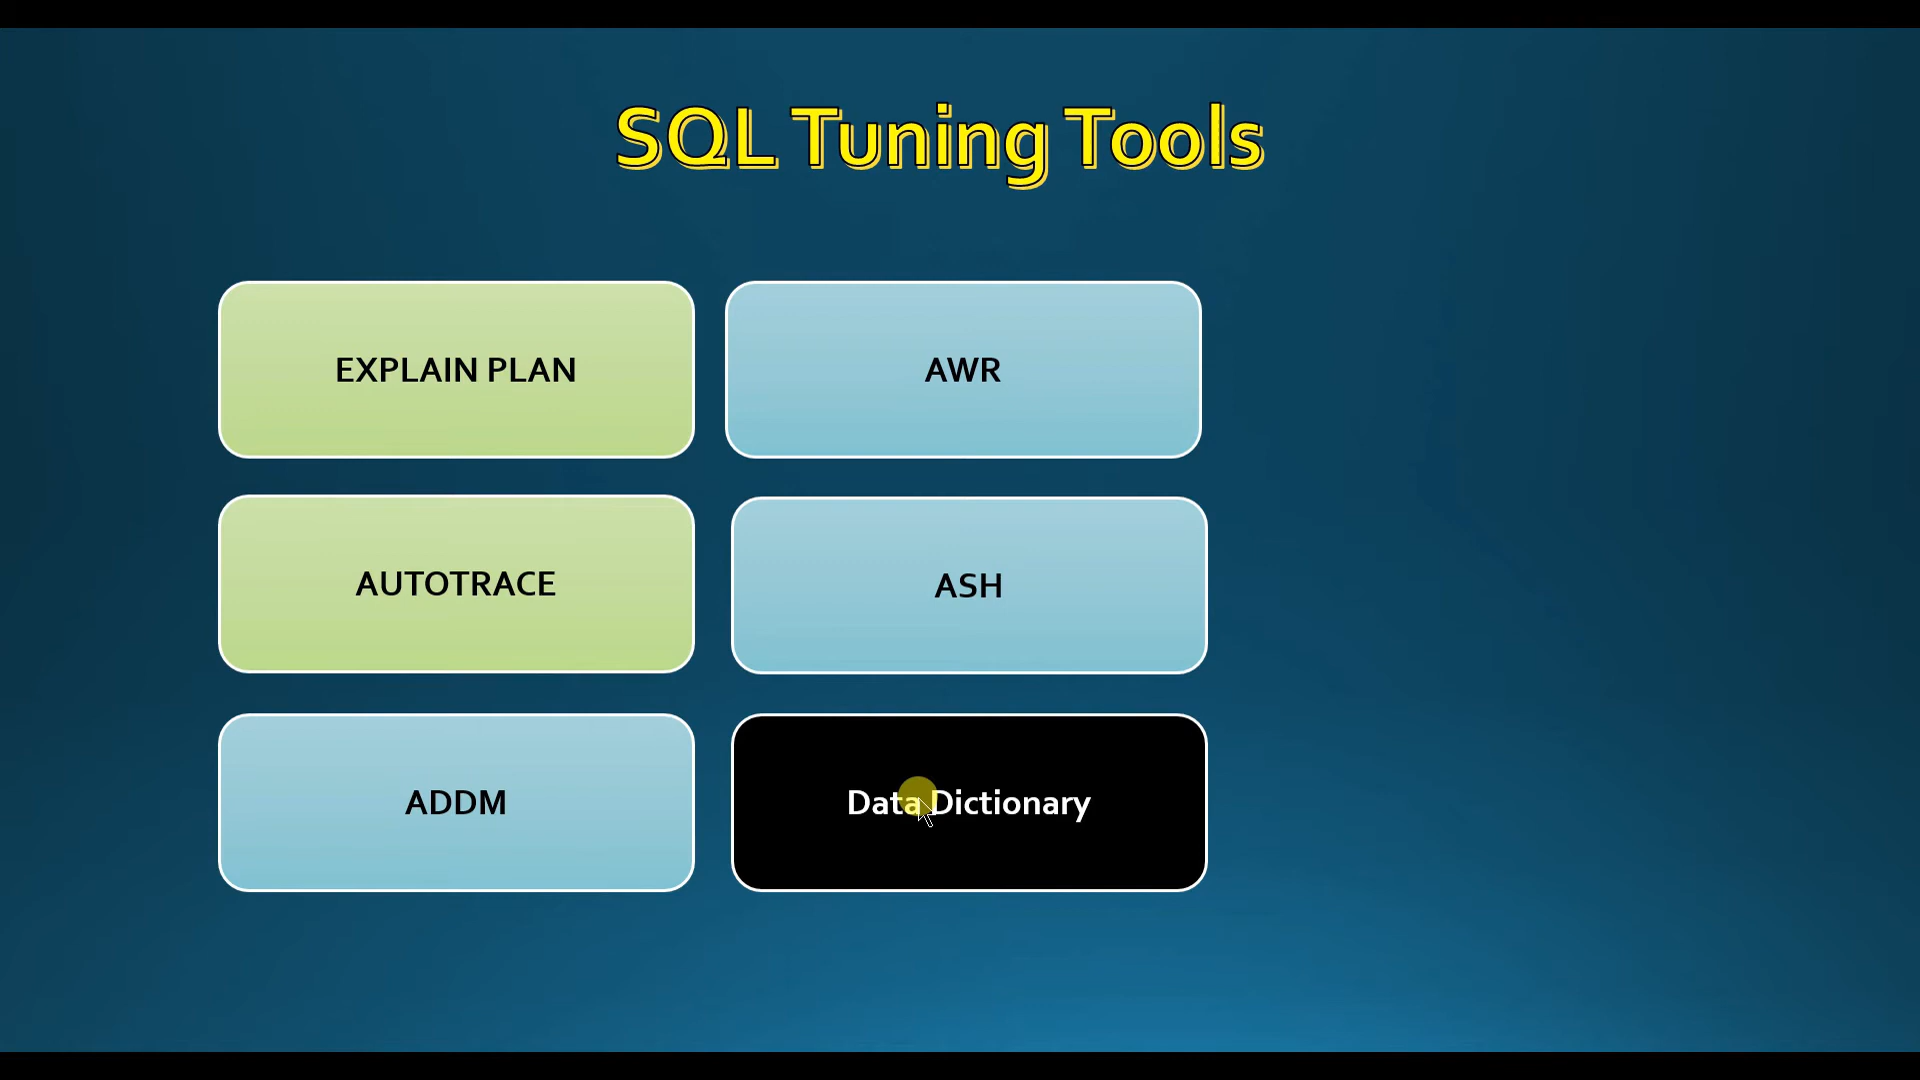 SQL Tuning Tools
EXPLAIN PLAN
AWR
AUTOTRACE
ASH
ADDM
Data Dictionary